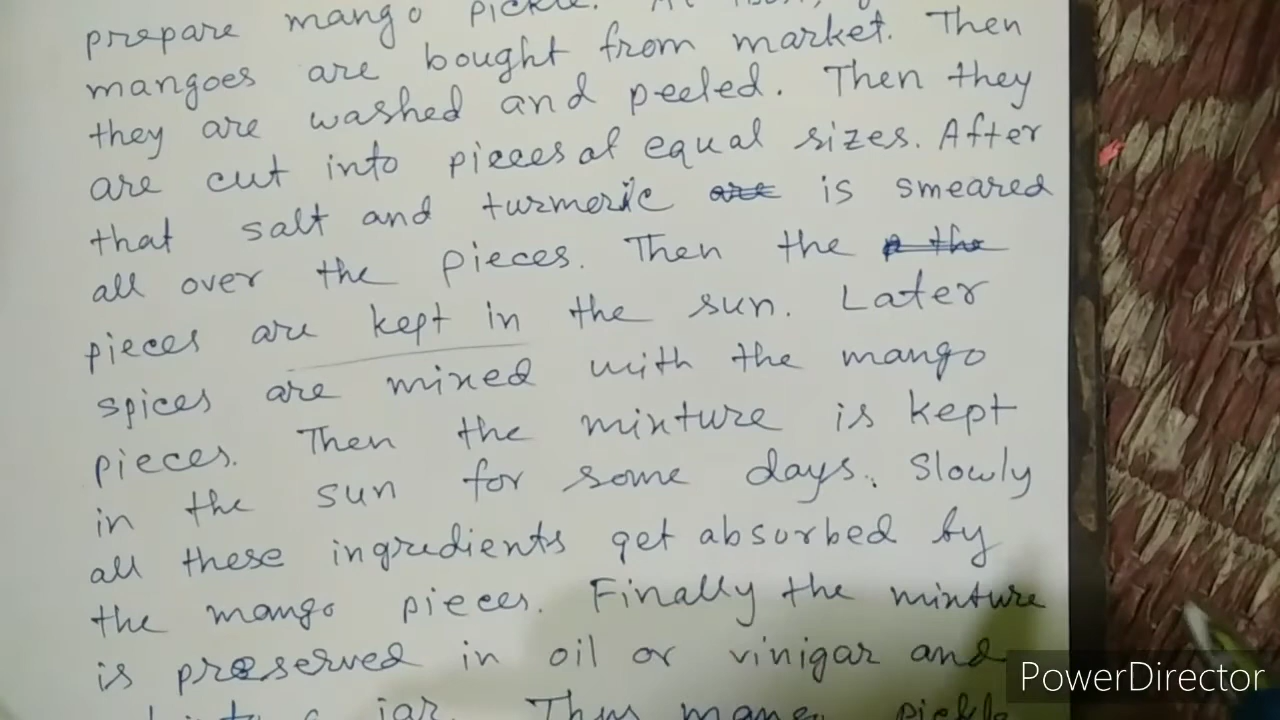 prepare mango pickle.
mangoes are bought from market. Then
they are washed and peeled. Then they
are cut into pieces of equal sizes. After
that salt and turmeric are is smeared
all over the pieces. Then the the
pieces are kept in the sun. Later
spices are mixed with the mango
pieces. Then the mixture is kept
in the sun for some days. Slowly
all these ingredients get absorbed by
the mango pieces. Finally the mixture
is preserved in oil or vinigar and
a jar. Thus mango pickle
PowerDirector